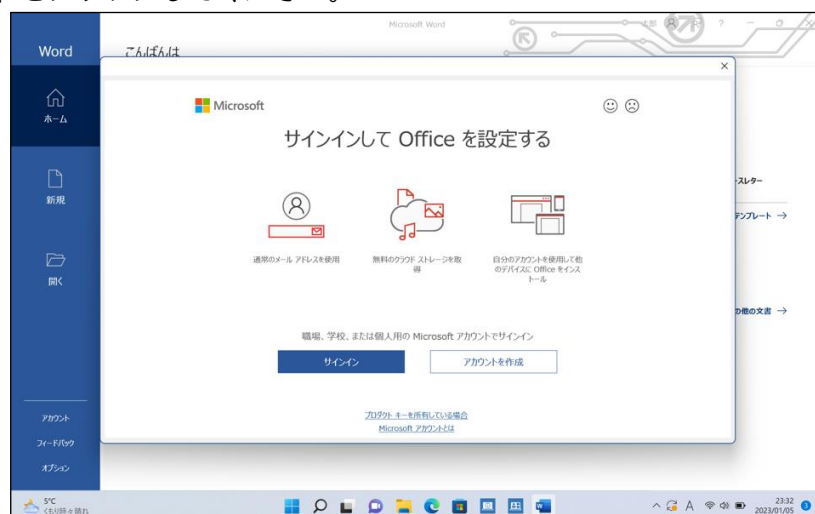 Microsoft Word
Word
こんばんは
ホーム
Microsoft
サインインして Office を設定する
新規
通常のメール アドレスを使用
無料のクラウド ストレージを取
得
自分のアカウントを使用して他
のデバイスに Office をインス
トール
開く
職場、学校、または個人用の Microsoft アカウントでサインイン
サインイン
アカウントを作成
プロダクト キーを所有している場合
Microsoft アカウントとは
テンプレート →
の他の文書 →
アカウント
フィードバック
オプション
5°C
くもり時々晴れ
A
23:32
2023/01/05
3